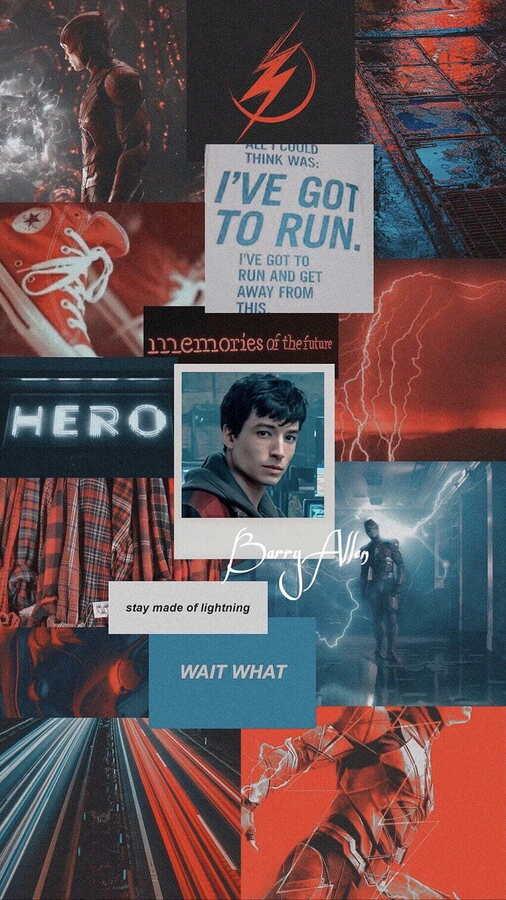 ALL I COULD
THINK WAS:
I'VE GOT
TO RUN.
I'VE GOT TO
RUN AND GET
AWAY FROM
THIS.
memories of the future
HERO
Barry Allen
stay made of lightning
WAIT WHAT